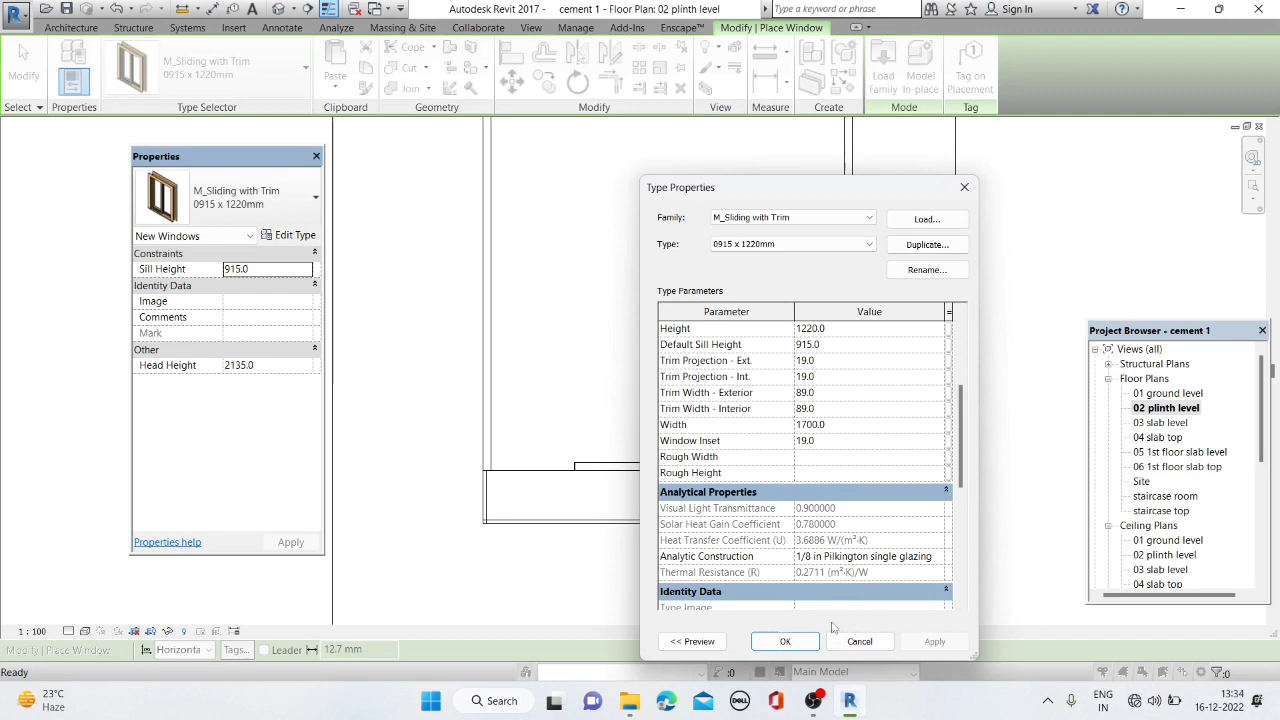 Autodesk Revit 2017 - cement 1 - Floor Plan: 02 plinth level
Type a keyword or phrase
Sign In
Architecture Structure Systems Insert Annotate Analyze Massing & Site Collaborate View Manage Add-Ins Enscape™ Modify | Place Window
Modify
M_Sliding with Trim
0915 x 1220mm
Paste
Cope
Cut
Join
Load Family
Model In-place
Tag on Placement
Select Properties Type Selector Clipboard Geometry Modify View Measure Create Mode Tag
Properties
M_Sliding with Trim
0915 x 1220mm
New Windows Edit Type
Constraints
Sill Height 915.0
Identity Data
Image
Comments
Mark
Other
Head Height 2135.0
Properties help Apply
Type Properties
Family: M_Sliding with Trim Load...
Type: 0915 x 1220mm Duplicate...
Rename...
Type Parameters
Parameter Value =
Height 1220.0
Default Sill Height 915.0
Trim Projection - Ext. 19.0
Trim Projection - Int. 19.0
Trim Width - Exterior 89.0
Trim Width - Interior 89.0
Width 1700.0
Window Inset 19.0
Rough Width
Rough Height
Analytical Properties
Visual Light Transmittance 0.900000
Solar Heat Gain Coefficient 0.780000
Heat Transfer Coefficient (U) 3.6886 W/(m²·K)
Analytic Construction 1/8 in Pilkington single glazing
Thermal Resistance (R) 0.2711 (m²·K)/W
Identity Data
Type Image
<< Preview OK Cancel Apply
Project Browser - cement 1
Views (all)
Structural Plans
Floor Plans
01 ground level
02 plinth level
03 slab level
04 slab top
05 1st floor slab level
06 1st floor slab top
Site
staircase room
staircase top
Ceiling Plans
01 ground level
02 plinth level
03 slab level
04 slab top
1 : 100
Modify | Place Window Horizonta Tags... Leader 12.7 mm
Ready :0 Main Model :0
23°C
Haze
Search
DELL
ENG
IN
13:34
16-12-2022